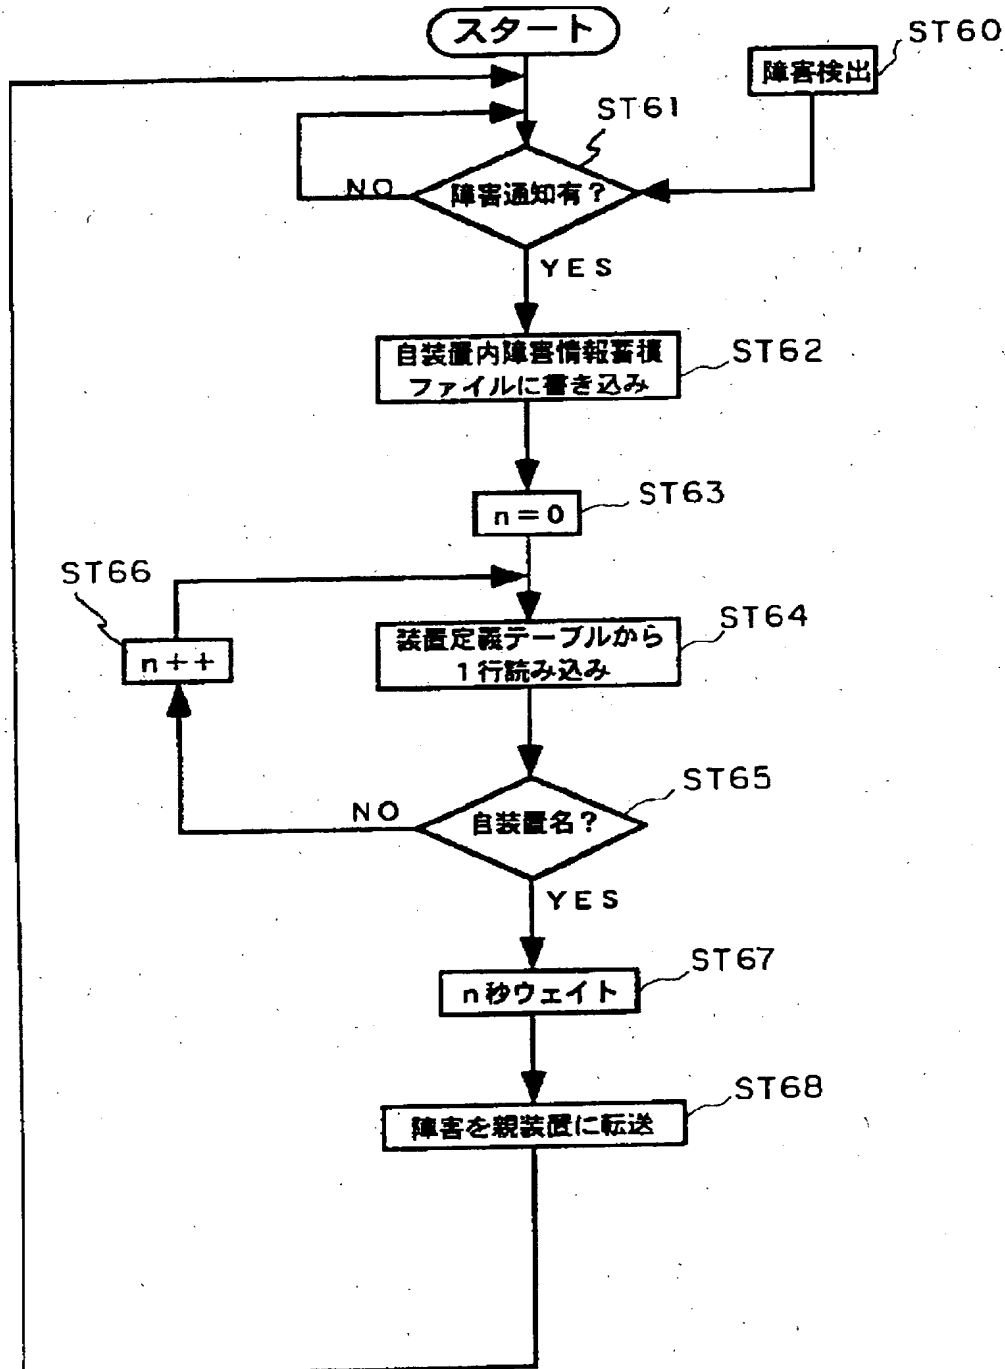 スタート
ST60
障害検出
ST61
NO
障害通知有?
YES
自装置内障害情報蓄積
ファイルに書き込み
ST62
n=0
ST63
ST66
n++
装置定義テーブルから
1行読み込み
ST64
NO
自装置名?
ST65
YES
n秒ウェイト
ST67
障害を親装置に転送
ST68